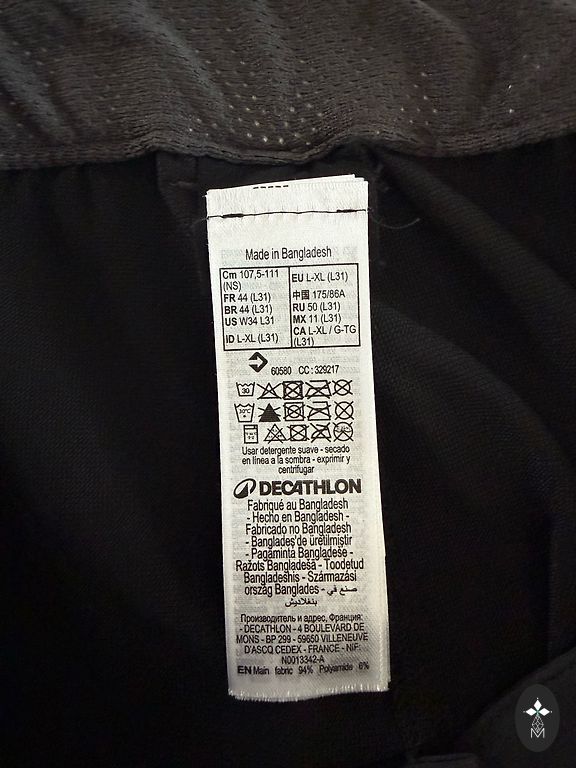 Made in Bangladesh
Cm 107,5-111
(NS)
FR 44 (L31)
BR 44 (L31)
US W34 L31
ID L-XL (L31)
EU L-XL (L31)
中国 175/86A
RU 50 (L31)
MX 11 (L31)
CA L-XL / G-TG
(L31)
60580 CC : 329217
30
30°C
Usar detergente suave - secado
en línea a la sombra - exprimir y
centrifugar
DECATHLON
Fabriqué au Bangladesh
- Hecho en Bangladesh -
Fabricado no Bangladesh
- Bangladeş'de üretilmiştir
- Pagaminta Bangladeše -
Ražots Bangladešā - Toodetud
Bangladeshis - Származási
ország Banglades - صنع في
بنغلاديش
Производитель и адрес, Франция:
- DECATHLON - 4 BOULEVARD DE
MONS - BP 299 - 59650 VILLENEUVE
D'ASCQ CEDEX - FRANCE - NIF:
N0013342-A
EN Main fabric 94% Polyamide 6%
M